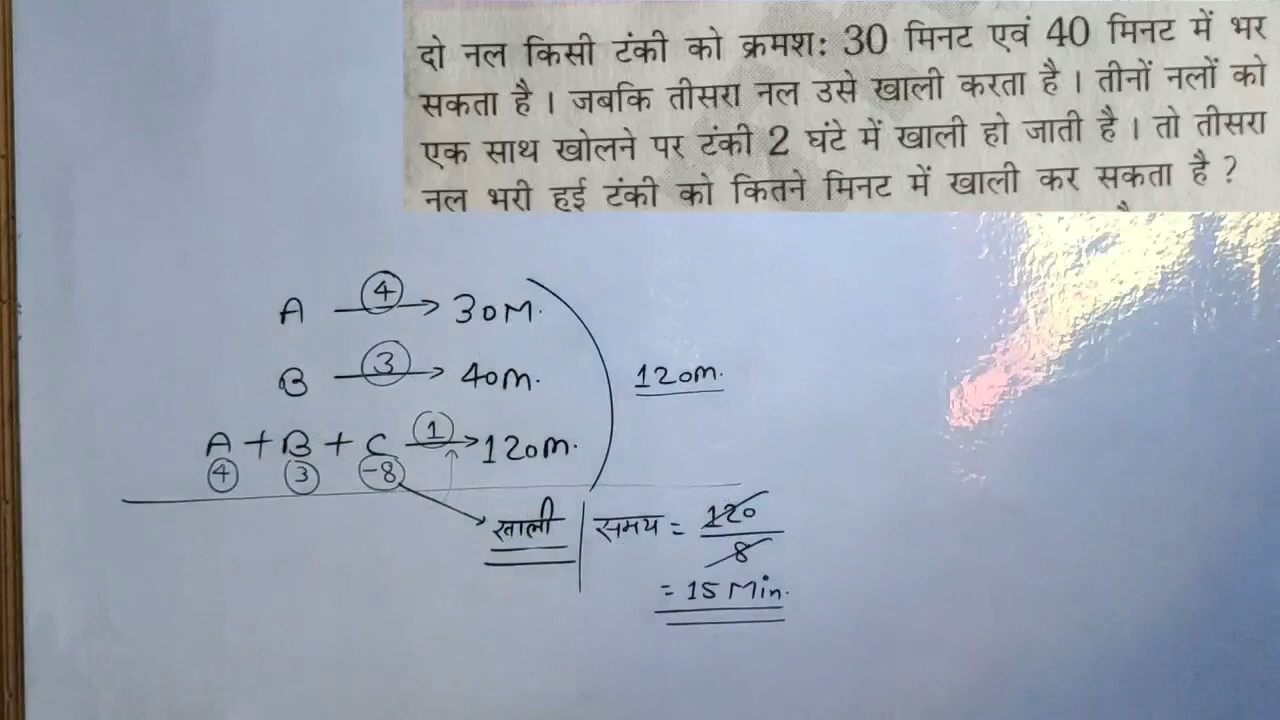 दो नल किसी टंकी को क्रमश: 30 मिनट एवं 40 मिनट में भर
सकता है । जबकि तीसरा नल उसे खाली करता है । तीनों नलों को
एक साथ खोलने पर टंकी 2 घंटे में खाली हो जाती है । तो तीसरा
नल भरी हुई टंकी को कितने मिनट में खाली कर सकता है ?
A ④→ 30M.
B ③→ 40m.
120m.
A + B + C ①→ 120m.
④ ③ -8
खाली
समय = 120/8
= 15 Min.